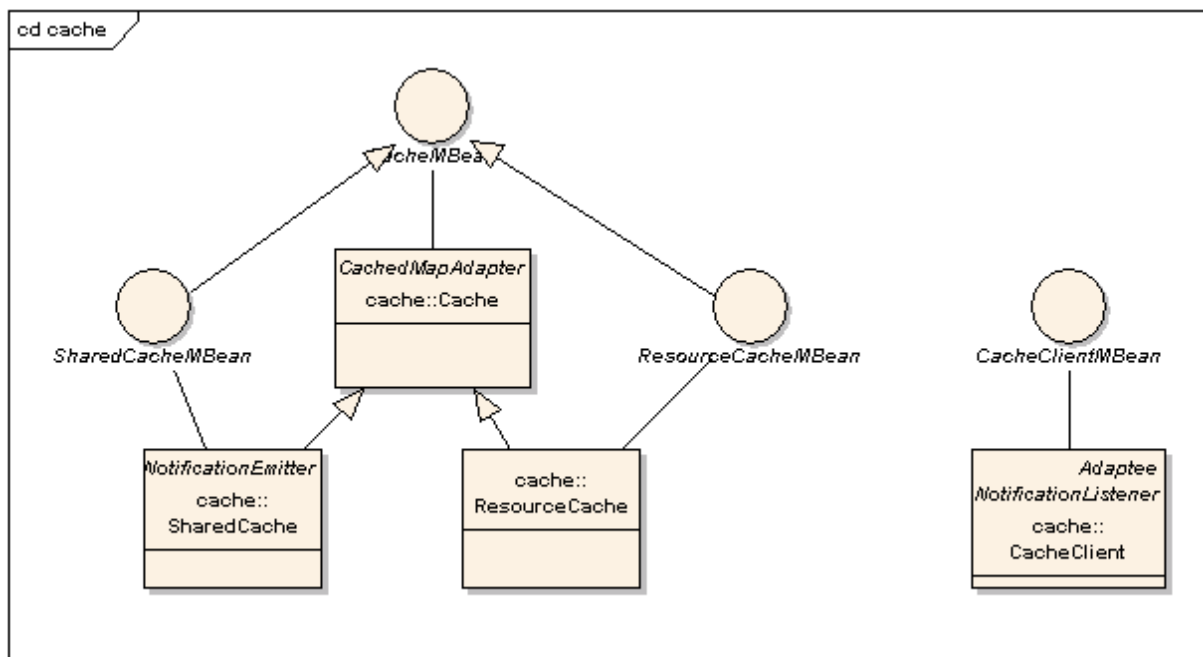 cd cache
CachedMapAdapter
cache::Cache
SharedCacheMBean
ResourceCacheMBean
CacheClientMBean
NotificationEmitter
cache::
SharedCache
cache::
ResourceCache
Adaptee
NotificationListener
cache::
CacheClient